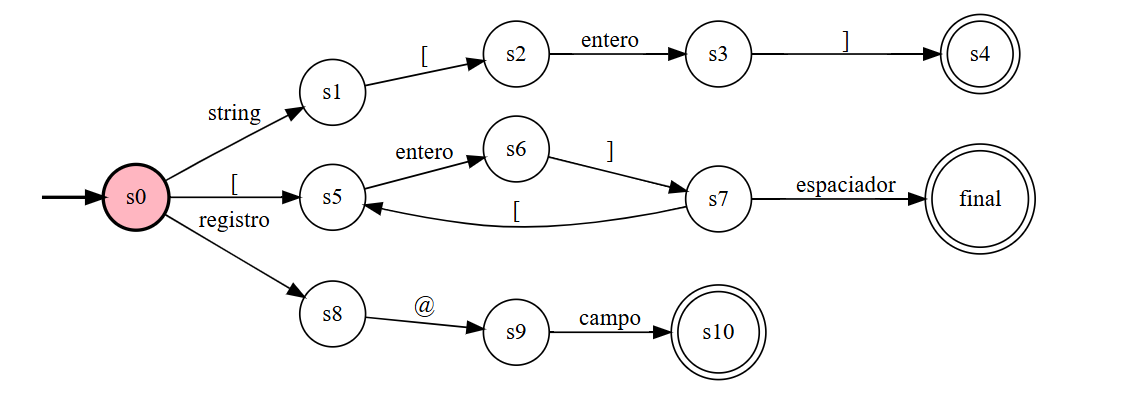 s0
string
s1
[
s2
entero
s3
]
s4
[
s5
entero
s6
]
s7
[
espaciador
final
registro
s8
@
s9
campo
s10